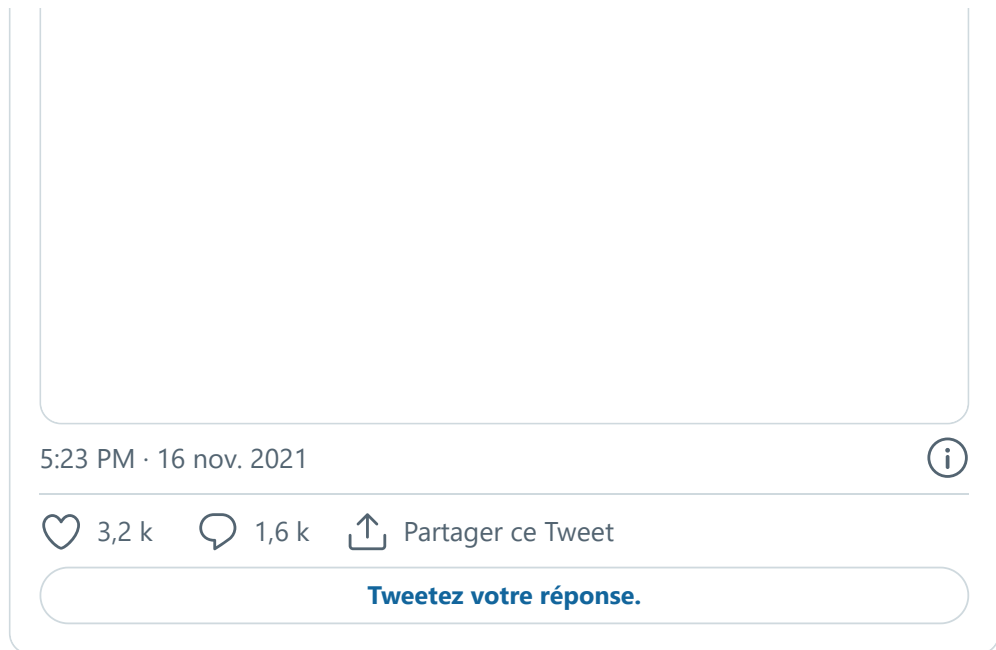 5:23 PM · 16 nov. 2021
3,2 k 1,6 k Partager ce Tweet
Tweetez votre réponse.